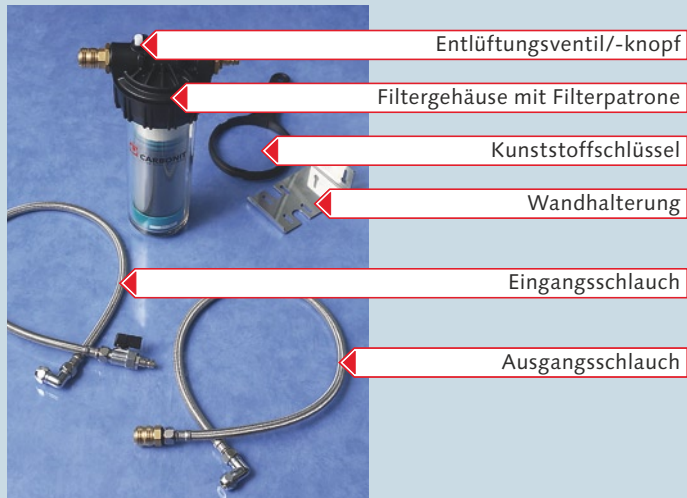 Entlüftungsventil/-knopf
Filtergehäuse mit Filterpatrone
CARBONIT
Kunststoffschlüssel
Wandhalterung
Eingangsschlauch
Ausgangsschlauch